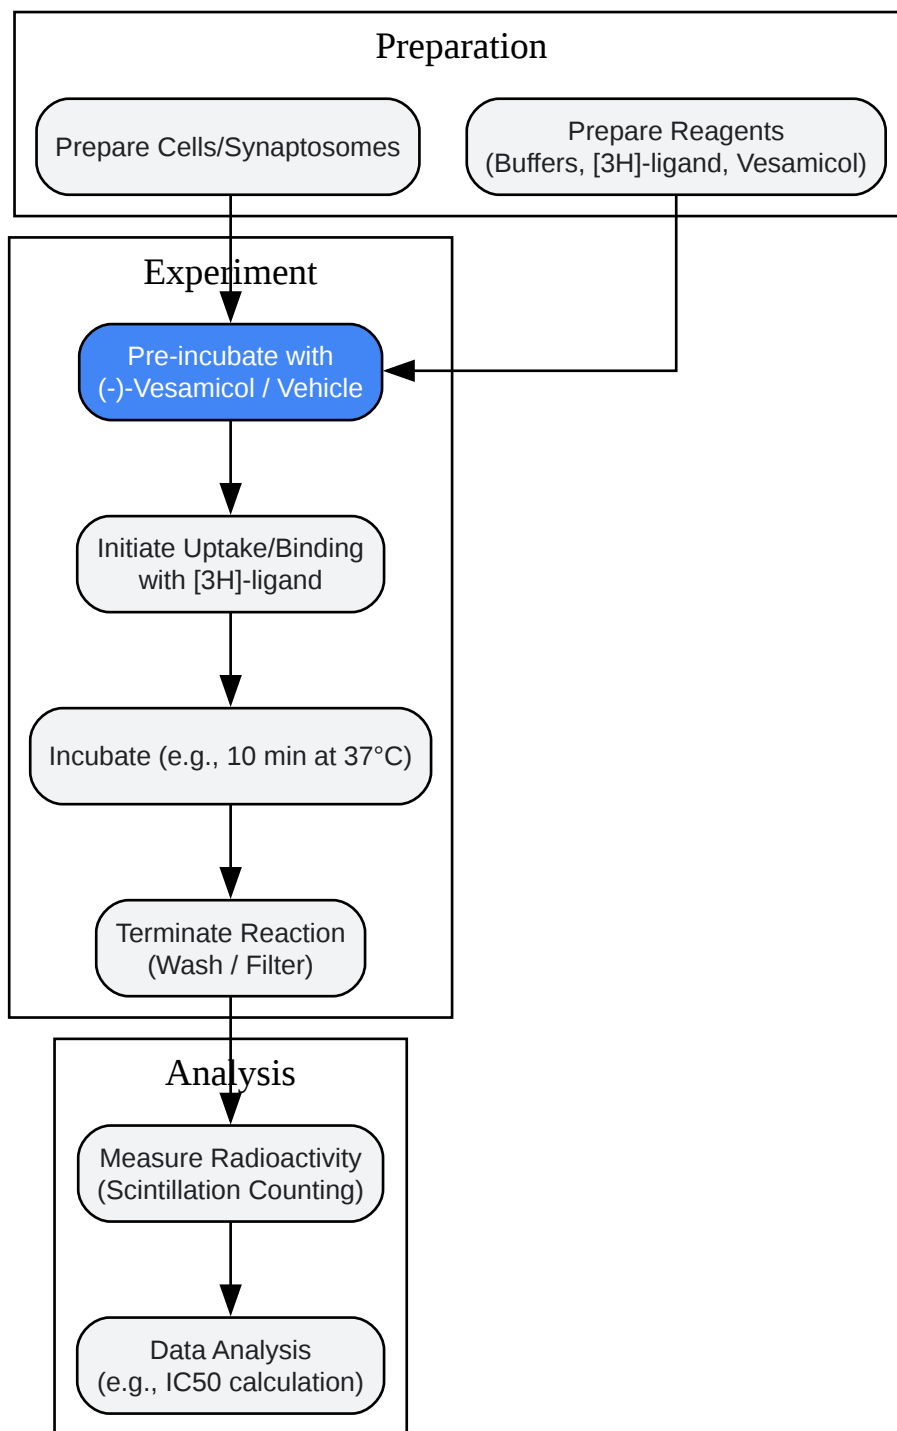 Preparation
Prepare Cells/Synaptosomes
Prepare Reagents
(Buffers, [3H]-ligand, Vesamicol)
Experiment
Pre-incubate with
(-)-Vesamicol / Vehicle
Initiate Uptake/Binding
with [3H]-ligand
Incubate (e.g., 10 min at 37°C)
Terminate Reaction
(Wash / Filter)
Analysis
Measure Radioactivity
(Scintillation Counting)
Data Analysis
(e.g., IC50 calculation)